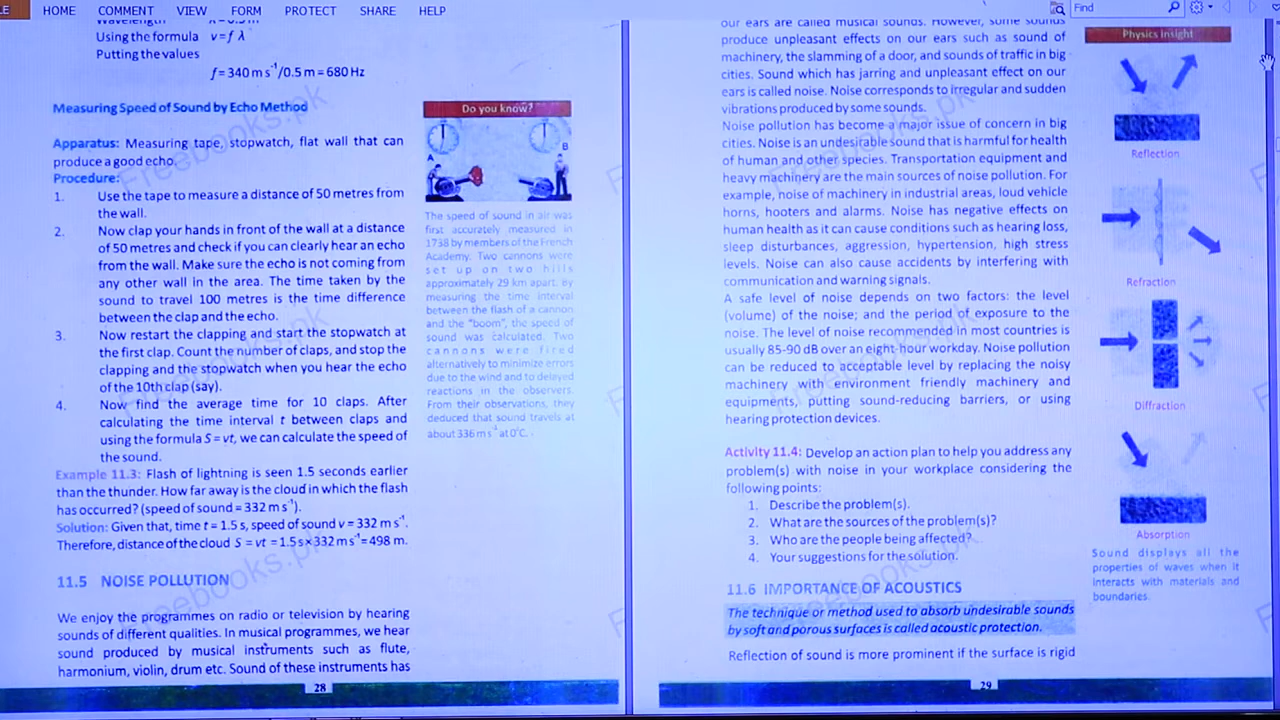 HOME COMMENT VIEW FORM PROTECT SHARE HELP
Find
Using the formula v=f λ
Putting the values
f=340 m s⁻¹/0.5 m = 680 Hz
Measuring Speed of Sound by Echo Method
Apparatus: Measuring tape, stopwatch, flat wall that can
produce a good echo.
Procedure:
1. Use the tape to measure a distance of 50 metres from
the wall.
2. Now clap your hands in front of the wall at a distance
of 50 metres and check if you can clearly hear an echo
from the wall. Make sure the echo is not coming from
any other wall in the area. The time taken by the
sound to travel 100 metres is the time difference
between the clap and the echo.
3. Now restart the clapping and start the stopwatch at
the first clap. Count the number of claps, and stop the
clapping and the stopwatch when you hear the echo
of the 10th clap (say).
4. Now find the average time for 10 claps. After
calculating the time interval t between claps and
using the formula S = vt, we can calculate the speed of
the sound.
Example 11.3: Flash of lightning is seen 1.5 seconds earlier
than the thunder. How far away is the cloud in which the flash
has occurred? (speed of sound = 332 m s⁻¹).
Solution: Given that, time t = 1.5 s, speed of sound v = 332 m s⁻¹.
Therefore, distance of the cloud S = vt = 1.5s×332 m s⁻¹= 498 m.
11.5 NOISE POLLUTION
We enjoy the programmes on radio or television by hearing
sounds of different qualities. In musical programmes, we hear
sound produced by musical instruments such as flute,
harmonium, violin, drum etc. Sound of these instruments has
28
Do you know?
A
B
The speed of sound in air was
first accurately measured in
1738 by members of the French
Academy. Two cannons were
set up on two hills
approximately 29 km apart. By
measuring the time interval
between the flash of a cannon
and the "boom", the speed of
sound was calculated. Two
cannons were fired
alternatively to minimize errors
due to the wind and to delayed
reactions in the observers.
From their observations, they
deduced that sound travels at
about 336 m s⁻¹ at 0°C.
our ears are called musical sounds. However, some sounds
produce unpleasant effects on our ears such as sound of
machinery, the slamming of a door, and sounds of traffic in big
cities. Sound which has jarring and unpleasant effect on our
ears is called noise. Noise corresponds to irregular and sudden
vibrations produced by some sounds.
Noise pollution has become a major issue of concern in big
cities. Noise is an undesirable sound that is harmful for health
of human and other species. Transportation equipment and
heavy machinery are the main sources of noise pollution. For
example, noise of machinery in industrial areas, loud vehicle
horns, hooters and alarms. Noise has negative effects on
human health as it can cause conditions such as hearing loss,
sleep disturbances, aggression, hypertension, high stress
levels. Noise can also cause accidents by interfering with
communication and warning signals.
A safe level of noise depends on two factors: the level
(volume) of the noise; and the period of exposure to the
noise. The level of noise recommended in most countries is
usually 85-90 dB over an eight-hour workday. Noise pollution
can be reduced to acceptable level by replacing the noisy
machinery with environment friendly machinery and
equipments, putting sound-reducing barriers, or using
hearing protection devices.
Activity 11.4: Develop an action plan to help you address any
problem(s) with noise in your workplace considering the
following points:
1. Describe the problem(s).
2. What are the sources of the problem(s)?
3. Who are the people being affected?
4. Your suggestions for the solution.
11.6 IMPORTANCE OF ACOUSTICS
The technique or method used to absorb undesirable sounds
by soft and porous surfaces is called acoustic protection.
Reflection of sound is more prominent if the surface is rigid
29
Physics Insight
Reflection
Refraction
Diffraction
Absorption
Sound displays all the
properties of waves when it
interacts with materials and
boundaries.
Freebooks.pk
Freebooks.pk
Freebooks.pk
Freebooks.pk
Freebooks.pk
Freebooks.pk